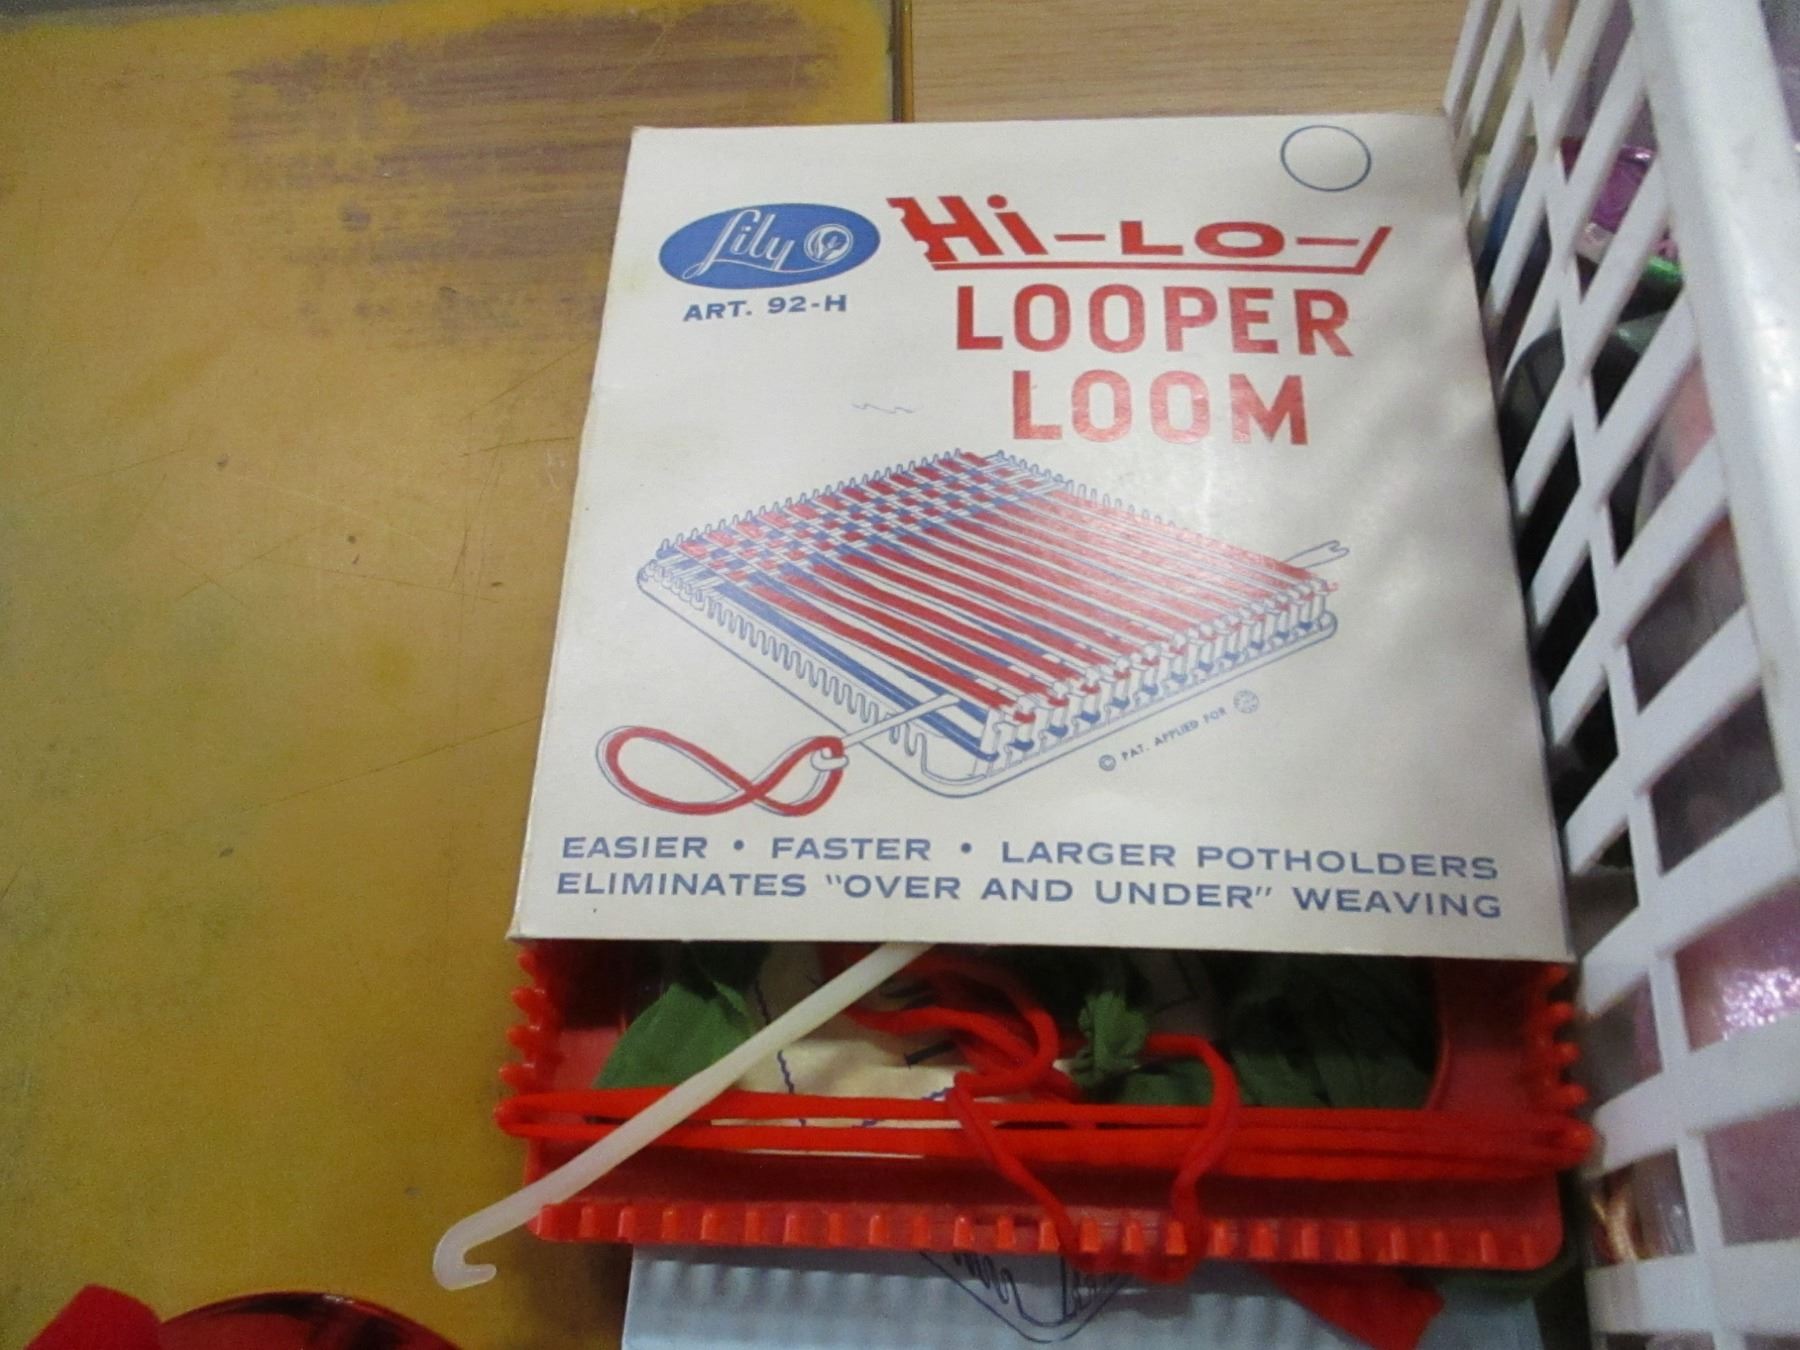 Lily
ART. 92-H
Hi-LO-
LOOPER
LOOM
© PAT. APPLIED FOR
EASIER • FASTER • LARGER POTHOLDERS
ELIMINATES "OVER AND UNDER" WEAVING